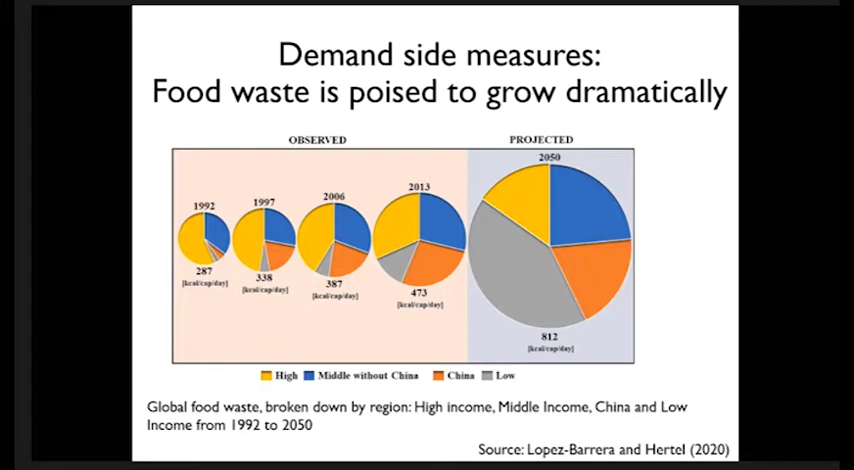 Demand side measures:
Food waste is poised to grow dramatically
OBSERVED
PROJECTED
1992
287
[kcal/cap/day]
1997
338
[kcal/cap/day]
2006
387
[kcal/cap/day]
2013
473
[kcal/cap/day]
2050
812
[kcal/cap/day]
High Middle without China China Low
Global food waste, broken down by region: High income, Middle Income, China and Low
Income from 1992 to 2050
Source: Lopez-Barrera and Hertel (2020)